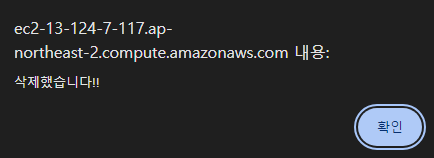 ec2-13-124-7-117.ap-
northeast-2.compute.amazonaws.com 내용:
삭제했습니다!!
확인